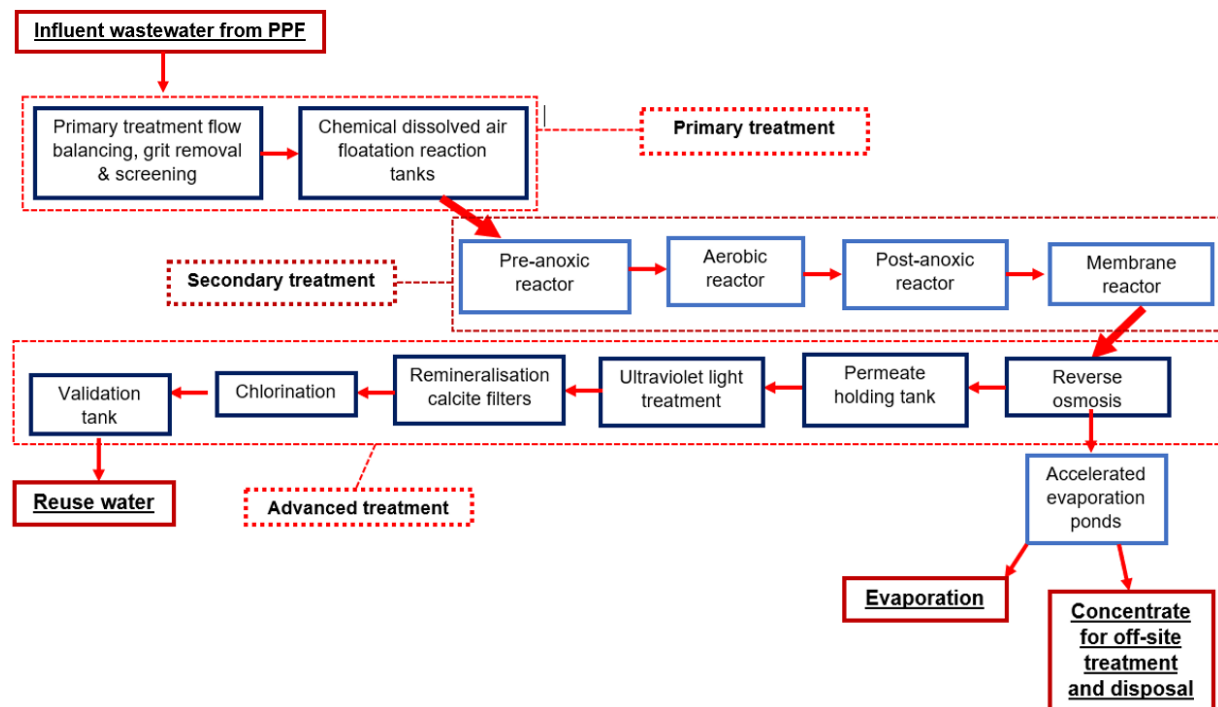 Influent wastewater from PPF
Primary treatment flow
balancing, grit removal
& screening
Chemical dissolved air
floatation reaction
tanks
Primary treatment
Secondary treatment
Pre-anoxic
reactor
Aerobic
reactor
Post-anoxic
reactor
Membrane
reactor
Validation
tank
Chlorination
Remineralisation
calcite filters
Ultraviolet light
treatment
Permeate
holding tank
Reverse
osmosis
Reuse water
Advanced treatment
Accelerated
evaporation
ponds
Evaporation
Concentrate
for off-site
treatment
and disposal